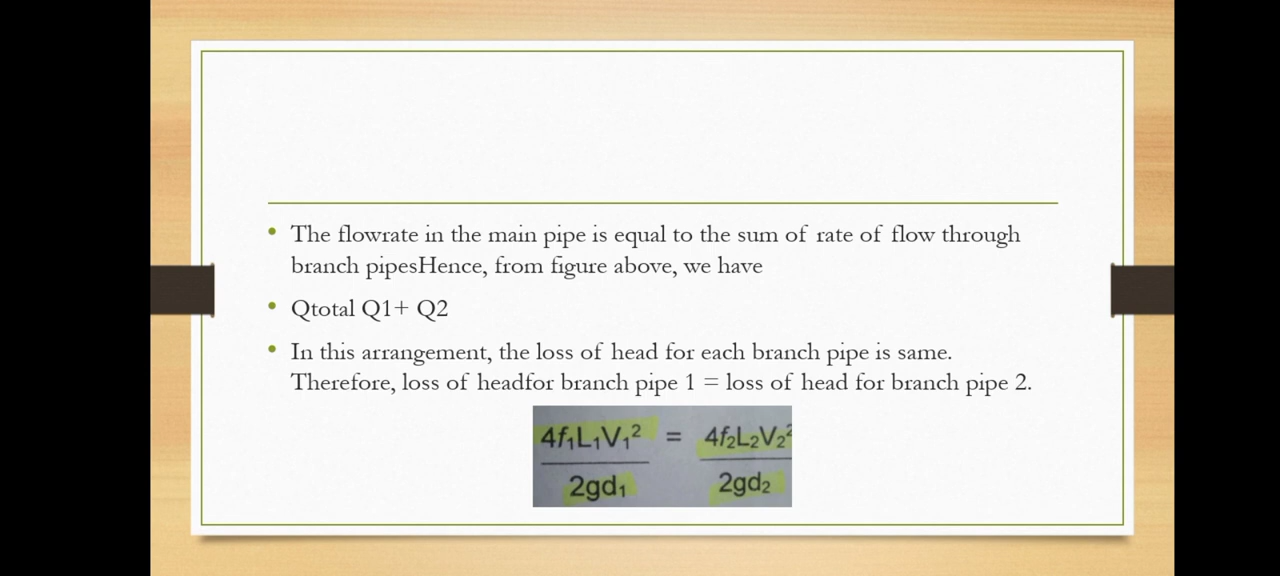 • The flowrate in the main pipe is equal to the sum of rate of flow through
branch pipesHence, from figure above, we have
• Qtotal Q1+ Q2
• In this arrangement, the loss of head for each branch pipe is same.
Therefore, loss of headfor branch pipe 1 = loss of head for branch pipe 2.
4f₁L₁V₁² = 4f₂L₂V₂²
2gd₁ 2gd₂